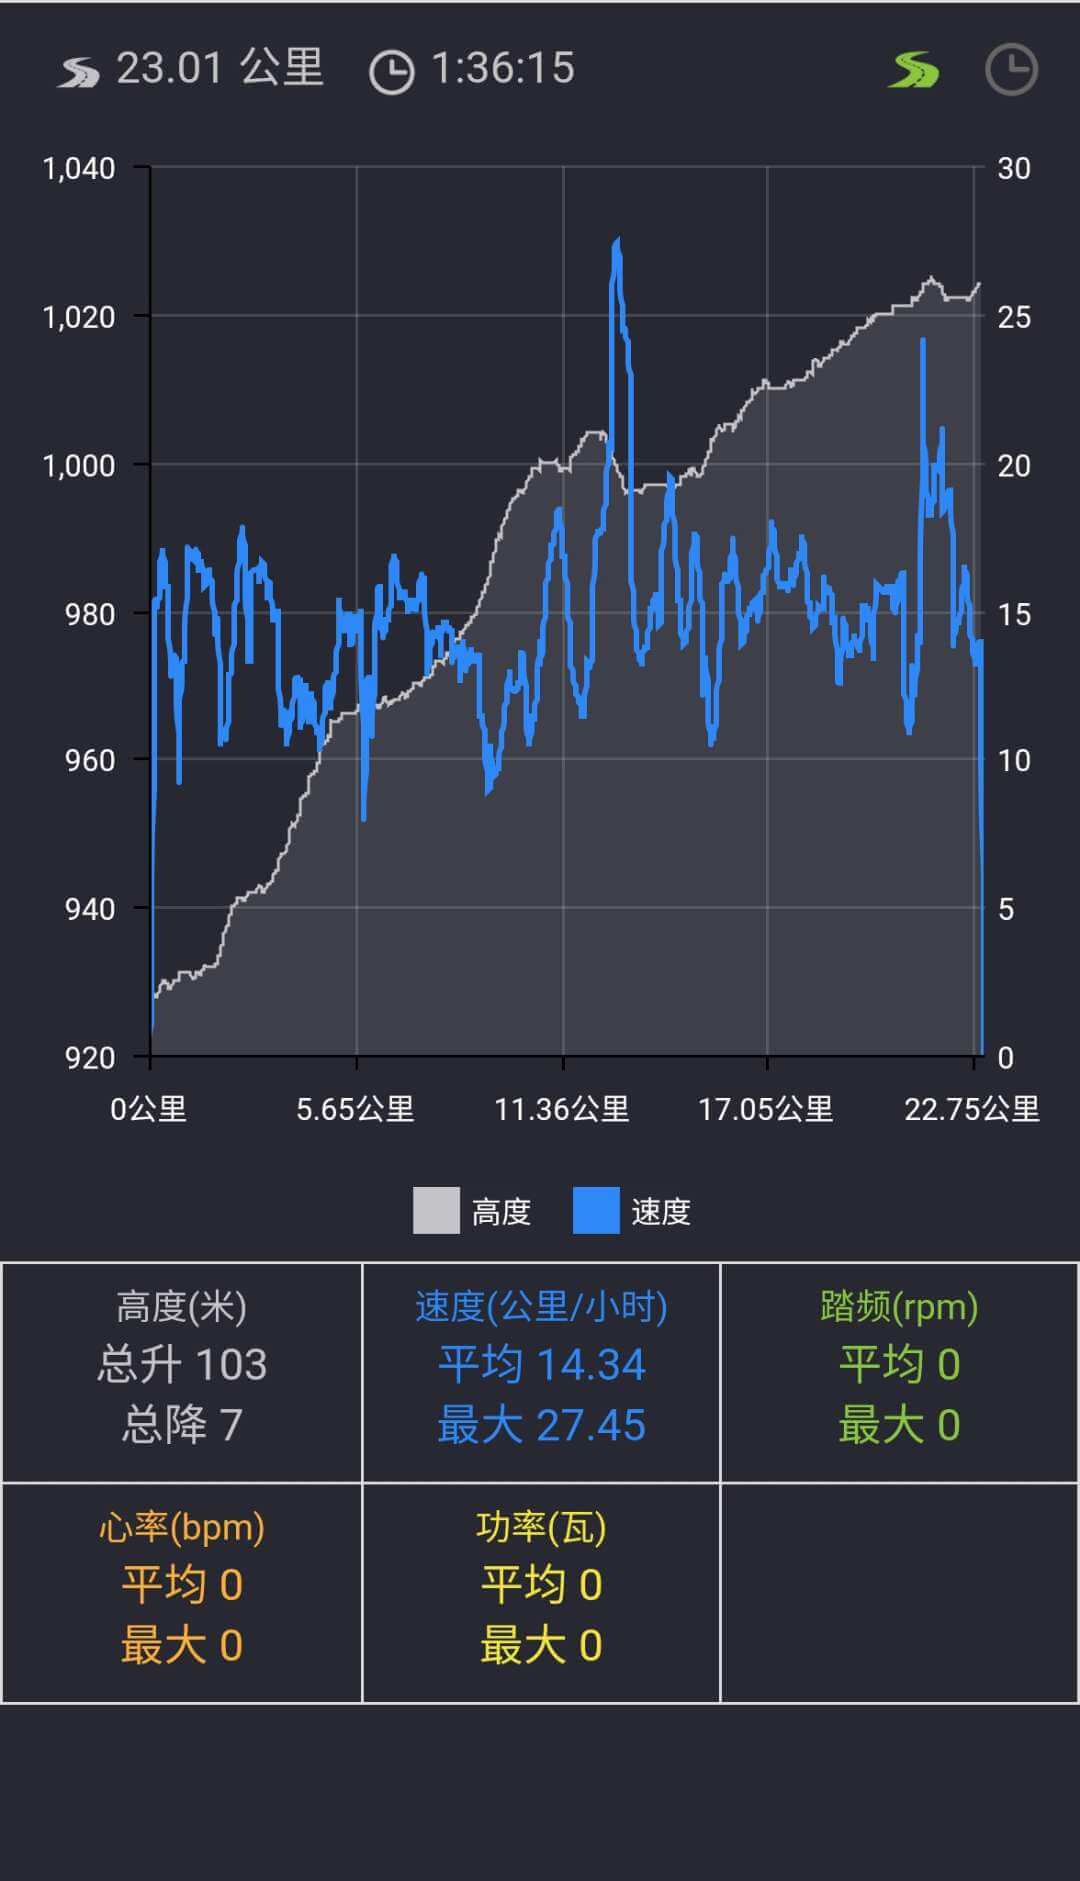 23.01 公里 1:36:15
1,040 30
1,020 25
1,000 20
980 15
960 10
940 5
920 0
0公里 5.65公里 11.36公里 17.05公里 22.75公里
高度 速度
高度(米) 速度(公里/小时) 踏频(rpm)
总升 103 平均 14.34 平均 0
总降 7 最大 27.45 最大 0
心率(bpm) 功率(瓦)
平均 0 平均 0
最大 0 最大 0